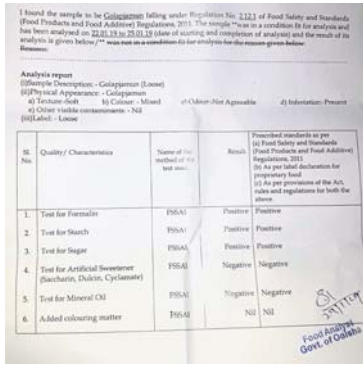 I found the sample to be Golapjamun falling under Regulation No. 2.12.1 of Food Safety and Standards
(Food Products and Food Additive) Regulations, 2011. The sample **was in a condition fit for analysis and
has been analysed on 22.01.19 to 25.01.19 (date of starting and completion of analysis) and the result of its
analysis is given below/** was not in a condition fit for analysis for the reason given below:
Reasons:
Analysis report
(i)Sample Description: - Golapjamun (Loose)
(ii)Physical Appearance: - Golapjamun
a) Texture-Soft b) Colour: - Mixed c) Odour:-Not Agreeable d) Infestation:- Present
e) Other visible contaminants: - Nil
(iii)Label: - Loose
Sl. No. Quality/ Characteristics Name of the method of the test Result Prescribed standards as per
(a) Food Safety and Standards
(Food Products and Food Additive)
Regulations, 2011
(b) As per label declaration for
proprietary food
(c) As per provisions of the Act,
rules and regulations for both the
above.
1. Test for Formalin FSSAI Positive Positive
2. Test for Starch FSSAI Positive Positive
3. Test for Sugar FSSAI Positive Positive
4. Test for Artificial Sweetener FSSAI Negative Negative
(Saccharin, Dulcin, Cyclamate)
5. Test for Mineral Oil FSSAI Negative Negative
6. Added colouring matter FSSAI Nil Nil
Food Analyst
Govt. of Odisha